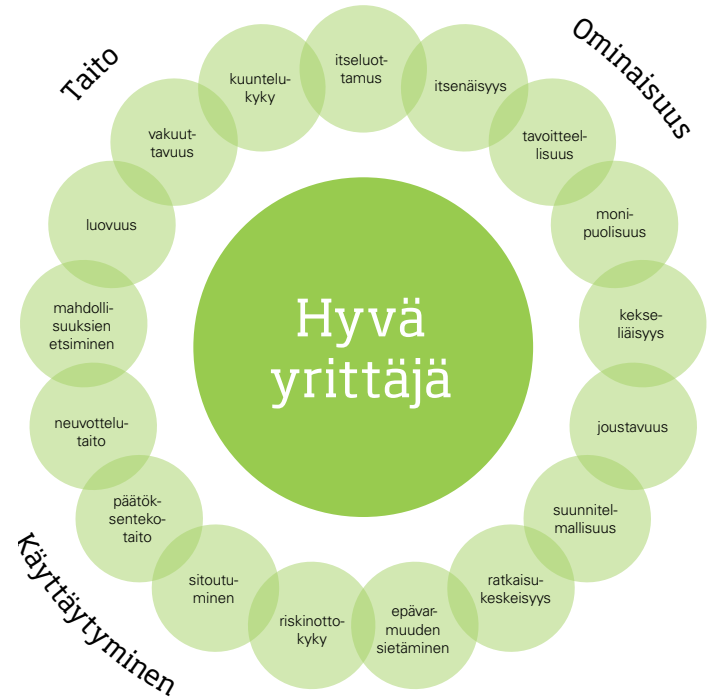 Taito
Ominaisuus
Käyttäytyminen
Hyvä
yrittäjä
itseluot-
tamus
itsenäisyys
tavoitteel-
lisuus
moni-
puolisuus
kekse-
liäisyys
joustavuus
suunnitel-
mallisuus
ratkaisu-
keskeisyys
epävar-
muuden
sietäminen
riskinotto-
kyky
sitoutu-
minen
päätök-
senteko-
taito
neuvottelu-
taito
mahdolli-
suuksien
etsiminen
luovuus
vakuut-
tavuus
kuuntelu-
kyky